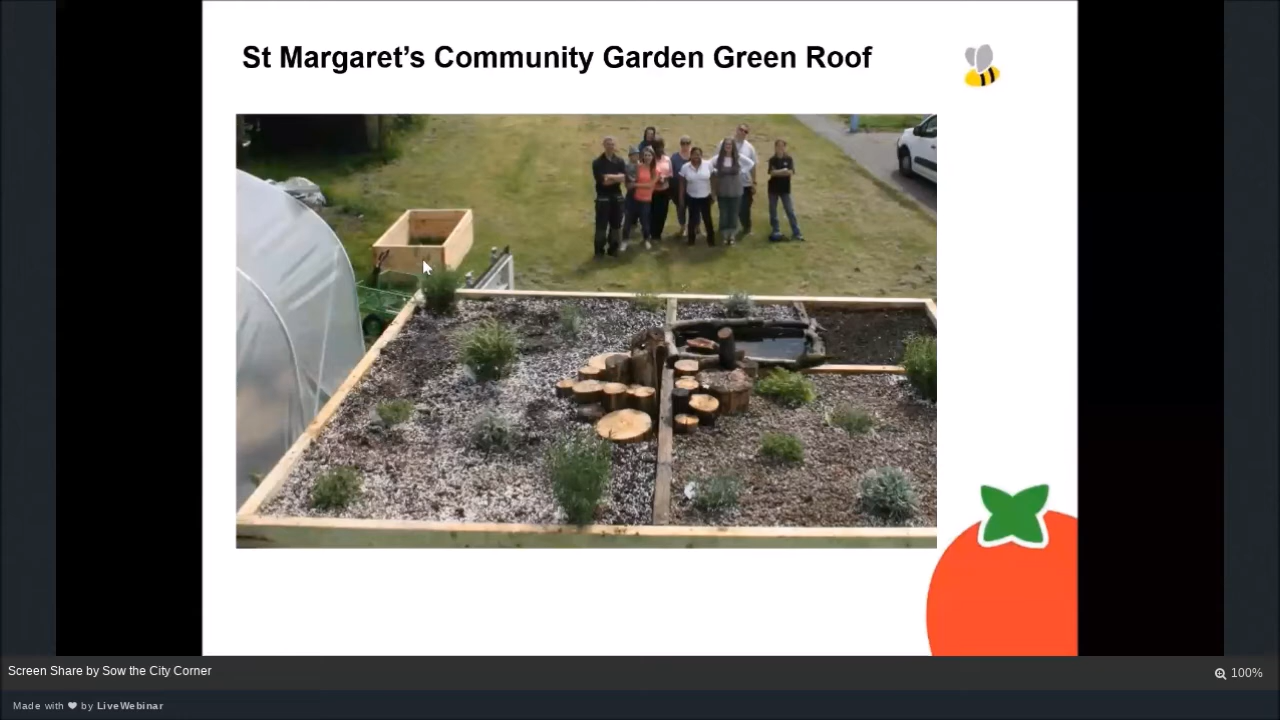 St Margaret’s Community Garden Green Roof
Screen Share by Sow the City Corner
100%
Made with ❤ by LiveWebinar